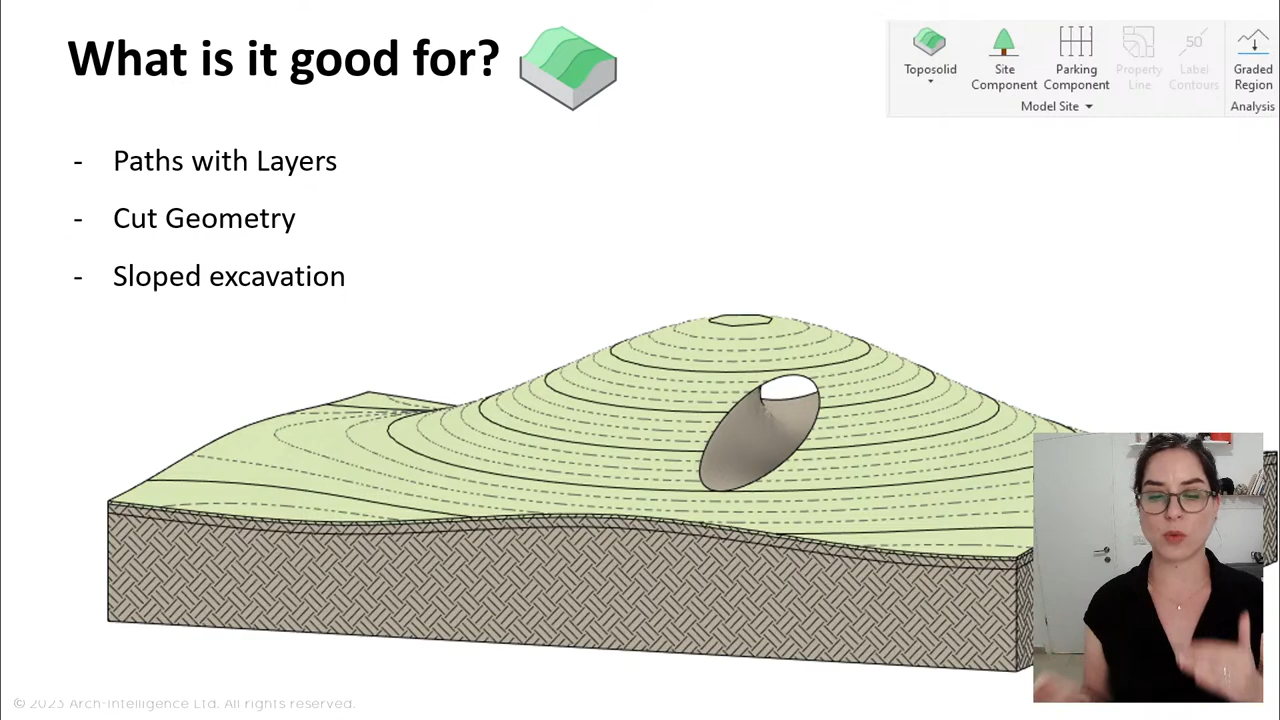 What is it good for?
Toposolid
Site
Component
Parking
Component
Property
Line
50
Label
Contours
Graded
Region
Model Site
Analysis
- Paths with Layers
- Cut Geometry
- Sloped excavation
© 2023 Arch-Intelligence Ltd. All rights reserved.